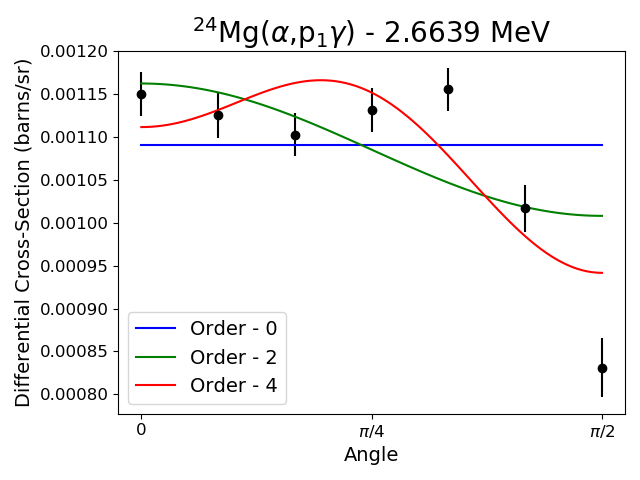 ²⁴Mg(α,p₁γ) - 2.6639 MeV
Differential Cross-Section (barns/sr)
0.00120
0.00115
0.00110
0.00105
0.00100
0.00095
0.00090
0.00085
0.00080
Order - 0
Order - 2
Order - 4
0 π/4 π/2
Angle